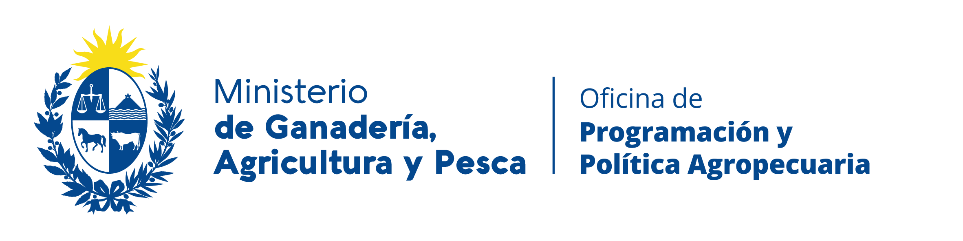 Ministerio
de Ganadería,
Agricultura y Pesca
Oficina de
Programación y
Política Agropecuaria